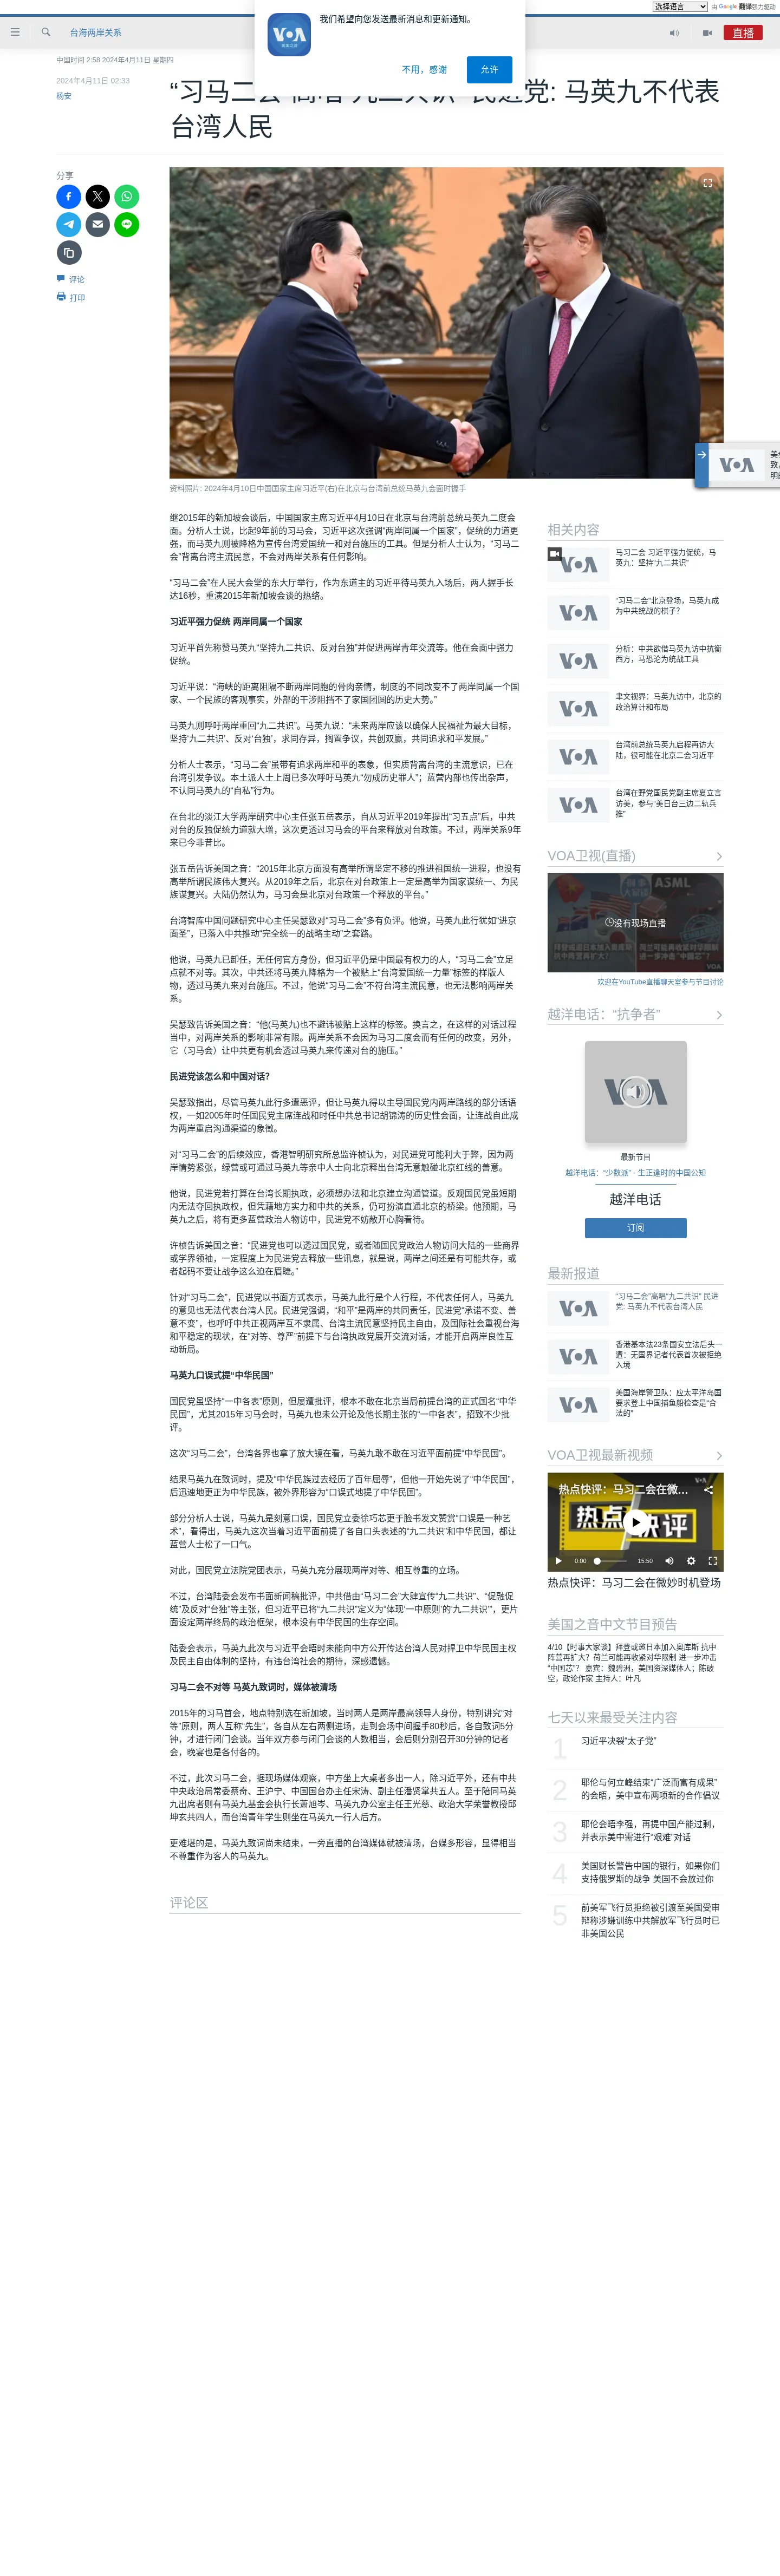 选择语言
由 Google 翻译强力驱动
我们希望向您发送最新消息和更新通知。
不用，感谢
允许
台海两岸关系
直播
中国时间 2:58 2024年4月11日 星期四
2024年4月11日 02:33
杨安
党: 马英九不代表
台湾人民
分享
评论
打印
资料照片: 2024年4月10日中国国家主席习近平(右)在北京与台湾前总统马英九会面时握手
继2015年的新加坡会谈后，中国国家主席习近平4月10日在北京与台湾前总统马英九二度会
面。分析人士说，比起9年前的习马会，习近平这次强调“两岸同属一个国家”，促统的力道更
强，而马英九则被降格为宣传台湾爱国统一和对台施压的工具。但是分析人士认为，“习马二
会”背离台湾主流民意，不会对两岸关系有任何影响。
“习马二会”在人民大会堂的东大厅举行，作为东道主的习近平待马英九入场后，两人握手长
达16秒，重演2015年新加坡会谈的热络。
习近平强力促统 两岸同属一个国家
习近平首先称赞马英九“坚持九二共识、反对台独”并促进两岸青年交流等。他在会面中强力
促统。
习近平说：“海峡的距离阻隔不断两岸同胞的骨肉亲情，制度的不同改变不了两岸同属一个国
家、一个民族的客观事实，外部的干涉阻挡不了家国团圆的历史大势。”
马英九则呼吁两岸重回“九二共识”。马英九说：“未来两岸应该以确保人民福祉为最大目标，
坚持‘九二共识’、反对‘台独’，求同存异，搁置争议，共创双赢，共同追求和平发展。”
分析人士表示，“习马二会”虽带有追求两岸和平的表象，但实质背离台湾的主流意识，已在
台湾引发争议。本土派人士上周已多次呼吁马英九“勿成历史罪人”；蓝营内部也传出杂声，
不认同马英九的“自私”行为。
在台北的淡江大学两岸研究中心主任张五岳表示，自从习近平2019年提出“习五点”后，中共
对台的反独促统力道就大增，这次更透过习马会的平台来释放对台政策。不过，两岸关系9年
来已今非昔比。
张五岳告诉美国之音：“2015年北京方面没有高举所谓坚定不移的推进祖国统一进程，也没有
高举所谓民族伟大复兴。从2019年之后，北京在对台政策上一定是高举为国家谋统一、为民
族谋复兴。大陆仍然认为，马习会是北京对台政策一个释放的平台。”
台湾智库中国问题研究中心主任吴瑟致对“习马二会”多有负评。他说，马英九此行犹如“进京
面圣”，已落入中共推动“完全统一的战略主动”之套路。
他说，马英九已卸任，无任何官方身份，但习近平仍是中国最有权力的人，“习马二会”立足
点就不对等。其次，中共还将马英九降格为一个被贴上“台湾爱国统一力量”标签的样版人
物，透过马英九来对台施压。不过，他说“习马二会”不符台湾主流民意，也无法影响两岸关
系。
吴瑟致告诉美国之音：“他(马英九)也不避讳被贴上这样的标签。换言之，在这样的对话过程
当中，对两岸关系的影响非常有限。两岸关系不会因为马习二度会而有任何的改变，另外，
它（习马会）让中共更有机会透过马英九来传递对台的施压。”
民进党该怎么和中国对话？
吴瑟致指出，尽管马英九此行多遭恶评，但让马英九得以主导国民党内两岸路线的部分话语
权，一如2005年时任国民党主席连战和时任中共总书记胡锦涛的历史性会面，让连战自此成
为两岸重启沟通渠道的象徵。
对“习马二会”的后续效应，香港智明研究所总监许桢认为，对民进党可能利大于弊，因为两
岸情势紧张，绿营或可通过马英九等亲中人士向北京释出台湾无意触碰北京红线的善意。
他说，民进党若打算在台湾长期执政，必须想办法和北京建立沟通管道。反观国民党虽短期
内无法夺回执政权，但凭藉地方实力和中共的关系，仍可扮演直通北京的桥梁。他预期，马
英九之后，将有更多蓝营政治人物访中，民进党不妨敞开心胸看待。
许桢告诉美国之音：“民进党也可以透过国民党，或者随国民党政治人物访问大陆的一些商界
或学界领袖，一定程度上为民进党去释放一些讯息，就是说，两岸之间还是有可能共存，或
者起码不要让战争这么迫在眉睫。”
针对“习马二会”，民进党以书面方式表示，马英九此行是个人行程，不代表任何人，马英九
的意见也无法代表台湾人民。民进党强调，“和平”是两岸的共同责任，民进党“承诺不变、善
意不变”，也呼吁中共正视两岸互不隶属、台湾主流民意坚持民主自由，及国际社会重视台海
和平稳定的现状，在“对等、尊严”前提下与台湾执政党展开交流对话，才能开启两岸良性互
动新局。
马英九口误式提“中华民国”
国民党虽坚持“一中各表”原则，但屡遭批评，根本不敢在北京当局前提台湾的正式国名“中华
民国”，尤其2015年习马会时，马英九也未公开论及他长期主张的“一中各表”，招致不少批
评。
这次“习马二会”，台湾各界也拿了放大镜在看，马英九敢不敢在习近平面前提“中华民国”。
结果马英九在致词时，提及“中华民族过去经历了百年屈辱”，但他一开始先说了“中华民国”，
后迅速地更正为中华民族，被外界形容为“口误式地提了中华民国”。
部分分析人士说，马英九是刻意口误，国民党立委徐巧芯更于脸书发文赞赏“口误是一种艺
术”，看得出，马英九这次当着习近平面前提了各自口头表述的“九二共识”和中华民国，都让
蓝营人士松了一口气。
对此，国民党立法院党团表示，马英九充分展现两岸对等、相互尊重的立场。
不过，台湾陆委会发布书面新闻稿批评，中共借由“马习二会”大肆宣传“九二共识”、“促融促
统”及反对“台独”等主张，但习近平已将“九二共识”定义为“体现‘一中原则’的‘九二共识’”，更片
面设定两岸终局的政治框架，根本没有中华民国的生存空间。
陆委会表示，马英九此次与习近平会晤时未能向中方公开传达台湾人民对捍卫中华民国主权
及民主自由体制的坚持，有违台湾社会的期待，深感遗憾。
习马二会不对等 马英九致词时，媒体被清场
2015年的习马首会，地点特别选在新加坡，当时两人是两岸最高领导人身份，特别讲究“对
等”原则，两人互称“先生”，各自从左右两侧进场，走到会场中间握手80秒后，各自致词5分
钟，才进行闭门会谈。当年双方参与闭门会谈的人数相当，会后则分别召开30分钟的记者
会，晚宴也是各付各的。
不过，此次习马二会，据现场媒体观察，中方坐上大桌者多出一人，除习近平外，还有中共
中央政治局常委蔡奇、王沪宁、中国国台办主任宋涛、副主任潘贤掌共五人。至于陪同马英
九出席者则有马英九基金会执行长萧旭岑、马英九办公室主任王光慈、政治大学荣誉教授邱
坤玄共四人，而台湾青年学生则坐在马英九一行人后方。
更难堪的是，马英九致词尚未结束，一旁直播的台湾媒体就被清场，台媒多形容，显得相当
不尊重作为客人的马英九。
评论区
相关内容
马习二会 习近平强力促统，马
英九：坚持“九二共识”
“习马二会”北京登场，马英九成
为中共统战的棋子？
分析：中共欲借马英九访中抗衡
西方，马恐沦为统战工具
聿文视界：马英九访中，北京的
政治算计和布局
台湾前总统马英九启程再访大
陆，很可能在北京二会习近平
台湾在野党国民党副主席夏立言
访美，参与“美日台三边二轨兵
推”
VOA卫视(直播)
没有现场直播
欢迎在YouTube直播聊天室参与节目讨论
越洋电话：“抗争者”
最新节目
越洋电话：“少数派” - 生正逢时的中国公知
越洋电话
订阅
最新报道
“习马二会”高唱“九二共识” 民进
党: 马英九不代表台湾人民
香港基本法23条国安立法后头一
遭：无国界记者代表首次被拒绝
入境
美国海岸警卫队：应太平洋岛国
要求登上中国捕鱼船检查是“合
法的”
VOA卫视最新视频
热点快评：马习二会在微...
0:00
15:50
热点快评：马习二会在微妙时机登场
美国之音中文节目预告
4/10【时事大家谈】拜登或邀日本加入奥库斯 抗中
阵营再扩大？荷兰可能再收紧对华限制 进一步冲击
“中国芯”？ 嘉宾：魏碧洲，美国资深媒体人；陈破
空，政论作家 主持人：叶凡
七天以来最受关注内容
1
习近平决裂“太子党”
2
耶伦与何立峰结束“广泛而富有成果”
的会晤，美中宣布两项新的合作倡议
3
耶伦会晤李强，再提中国产能过剩，
并表示美中需进行“艰难”对话
4
美国财长警告中国的银行，如果你们
支持俄罗斯的战争 美国不会放过你
5
前美军飞行员拒绝被引渡至美国受审
辩称涉嫌训练中共解放军飞行员时已
非美国公民